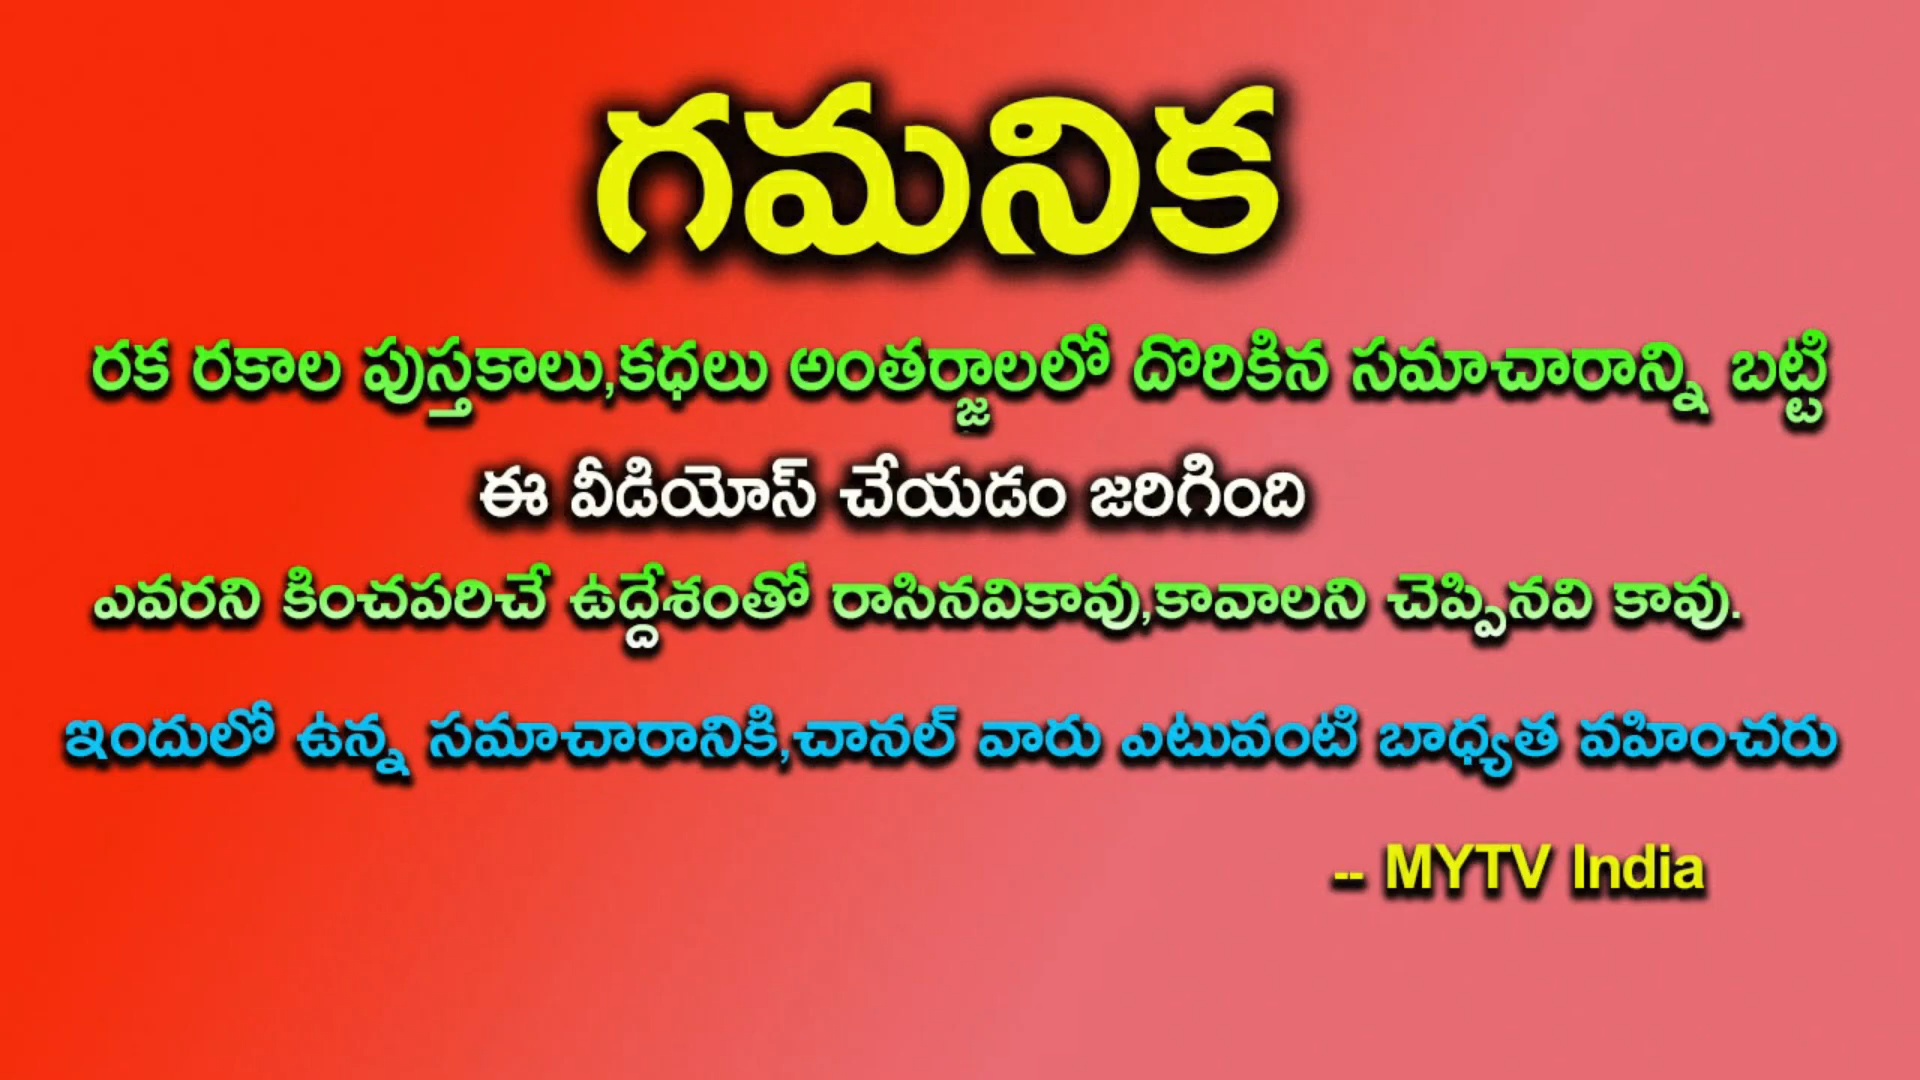 గమనిక
రక రకాల పుస్తకాలు,కధలు అంతర్జాలలో దొరికిన సమాచారాన్ని బట్టి
ఈ వీడియోస్ చేయడం జరిగింది
ఎవరని కించపరిచే ఉద్దేశంతో రాసినవికావు,కావాలని చెప్పినవి కావు.
ఇందులో ఉన్న సమాచారానికి,చానల్ వారు ఎటువంటి బాధ్యత వహించరు
-- MYTV India